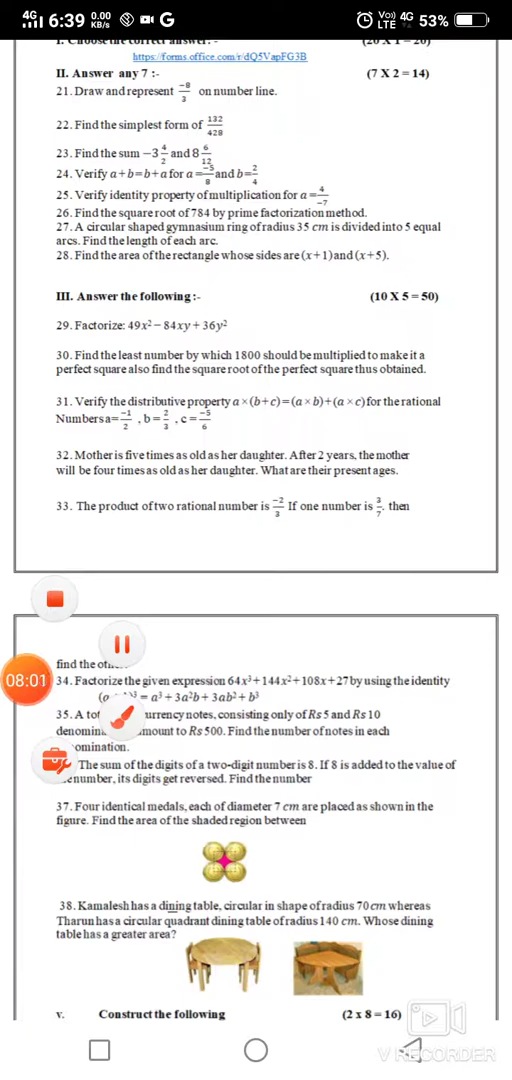 4G 6:39 0.00 KB/s G Vo) LTE 4G 53%
I. Choose the correct answer: - (20 X 1 = 20)
https://forms.office.com/r/dQ5VapFG3B
II. Answer any 7 :- (7 X 2 = 14)
21. Draw and represent -8/3 on number line.
22. Find the simplest form of 132/428
23. Find the sum −3 4/2 and 8 6/12
24. Verify a+b=b+a for a=-5/8 and b=2/4
25. Verify identity property of multiplication for a=4/-7
26. Find the square root of 784 by prime factorization method.
27. A circular shaped gymnasium ring of radius 35 cm is divided into 5 equal
arcs. Find the length of each arc.
28. Find the area of the rectangle whose sides are (x+1) and (x+5).
III. Answer the following :- (10 X 5 = 50)
29. Factorize: 49x² − 84xy + 36y²
30. Find the least number by which 1800 should be multiplied to make it a
perfect square also find the square root of the perfect square thus obtained.
31. Verify the distributive property a × (b+c) = (a × b)+(a × c) for the rational
Numbers a=-1/2 , b=2/3 , c=-5/6
32. Mother is five times as old as her daughter. After 2 years, the mother
will be four times as old as her daughter. What are their present ages.
33. The product of two rational number is -2/3 If one number is 3/7, then
find the
08:01
34. Factorize the given expression 64x³+144x²+108x+27 by using the identity
= a³ + 3a²b + 3ab² + b³
35. A currency notes, consisting only of Rs 5 and Rs 10
mount to Rs 500. Find the number of notes in each
omination.
The sum of the digits of a two-digit number is 8. If 8 is added to the value of
number, its digits get reversed. Find the number
37. Four identical medals, each of diameter 7 cm are placed as shown in the
figure. Find the area of the shaded region between
38. Kamalesh has a dining table, circular in shape of radius 70 cm whereas
Tharun has a circular quadrant dining table of radius 140 cm. Whose dining
table has a greater area?
V. Construct the following (2 x 8 = 16)
V RECORDER